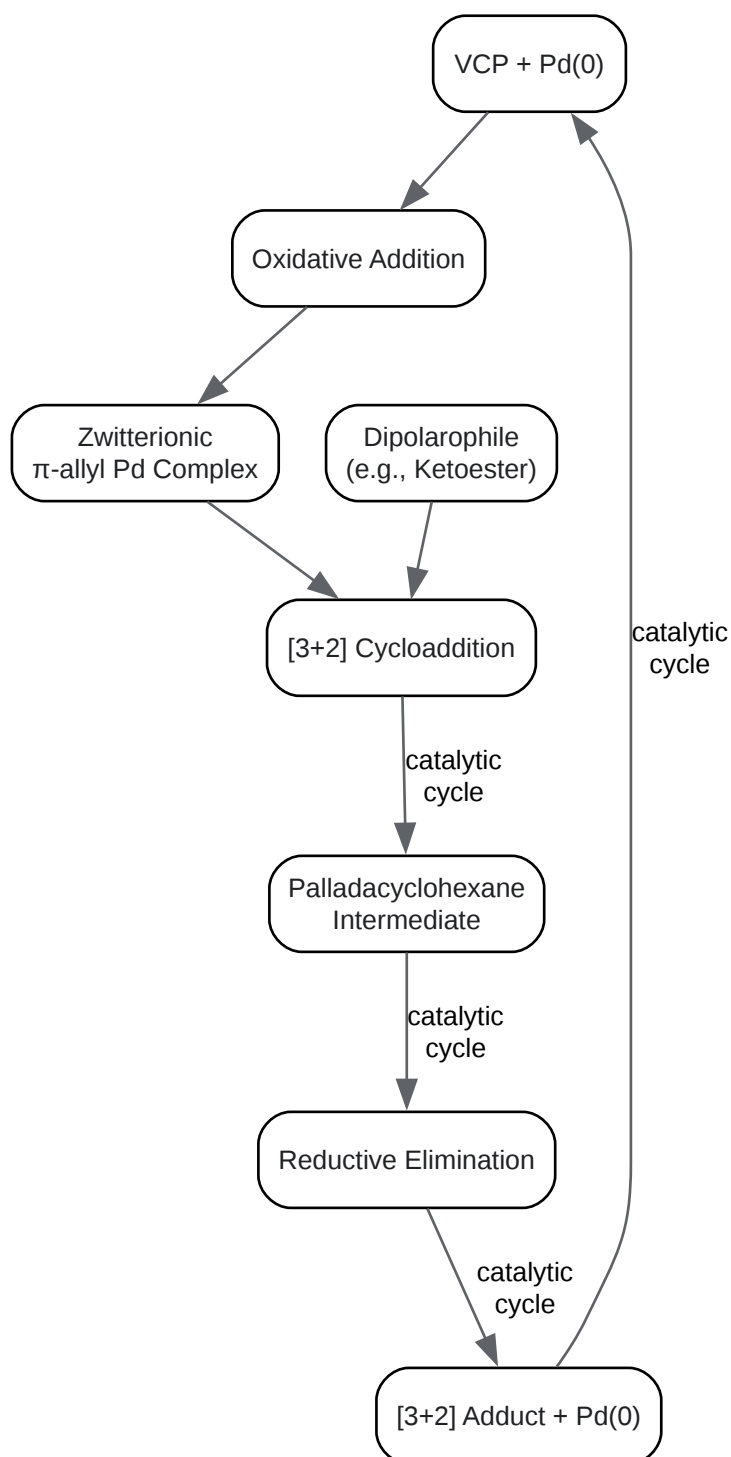 VCP + Pd(0)
Oxidative Addition
Zwitterionic
π-allyl Pd Complex
Dipolarophile
(e.g., Ketoester)
[3+2] Cycloaddition
catalytic
cycle
catalytic
cycle
Palladacyclohexane
Intermediate
catalytic
cycle
Reductive Elimination
catalytic
cycle
[3+2] Adduct + Pd(0)